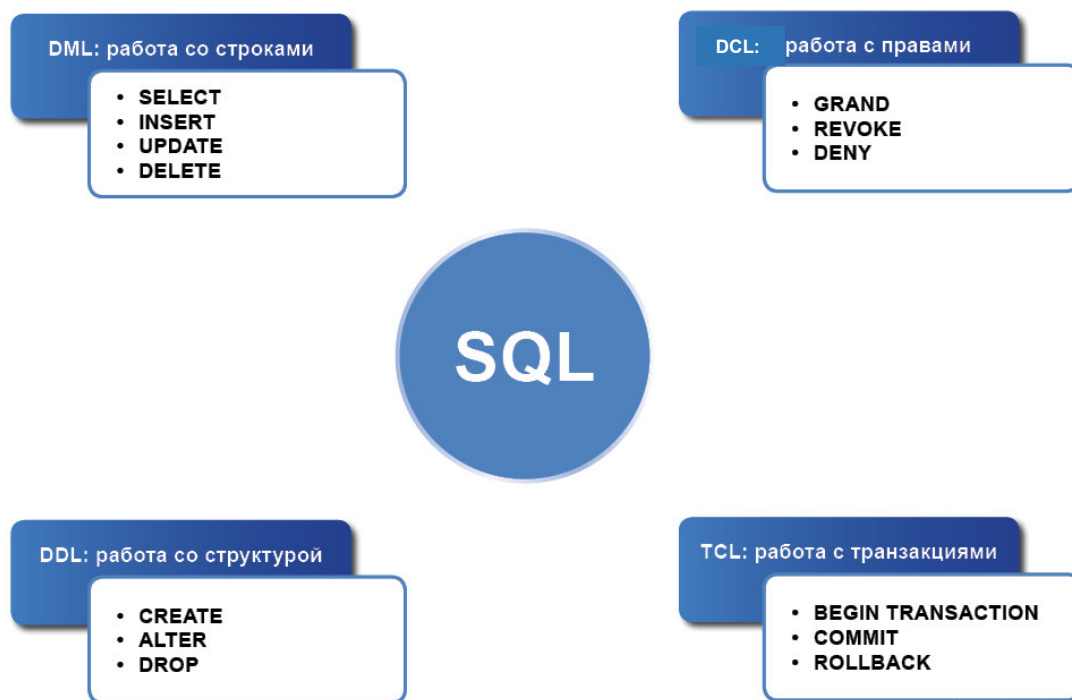 DML: работа со строками
• SELECT
• INSERT
• UPDATE
• DELETE
DCL: работа с правами
• GRAND
• REVOKE
• DENY
SQL
DDL: работа со структурой
• CREATE
• ALTER
• DROP
TCL: работа с транзакциями
• BEGIN TRANSACTION
• COMMIT
• ROLLBACK